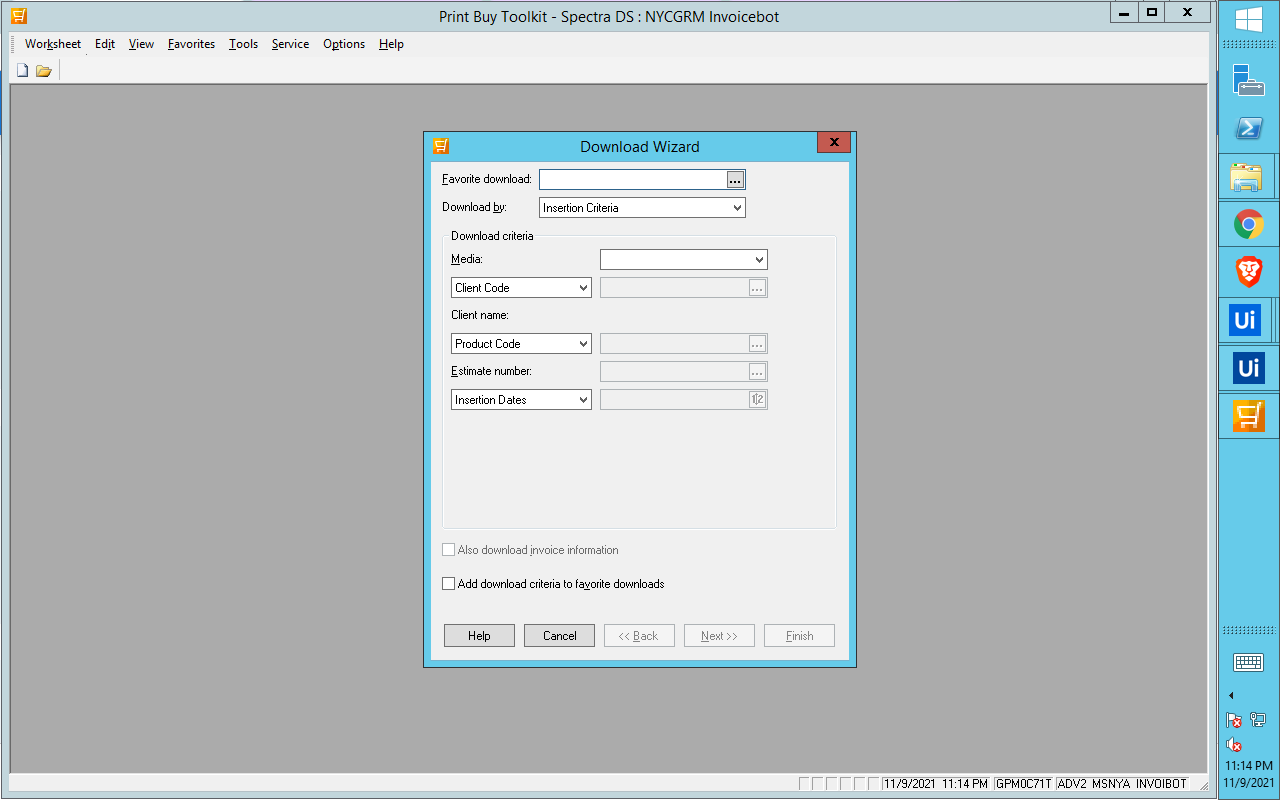 Print Buy Toolkit - Spectra DS : NYCGRM Invoicebot
Worksheet Edit View Favorites Tools Service Options Help
Download Wizard
Favorite download: ...
Download by: Insertion Criteria
Download criteria
Media:
Client Code ...
Client name:
Product Code ...
Estimate number: ...
Insertion Dates 1|2
Also download invoice information
Add download criteria to favorite downloads
Help Cancel << Back Next >> Finish
Ui
Ui
11/9/2021 11:14 PM GPM0C71T ADV2 MSNYA INVOIBOT
11:14 PM
11/9/2021